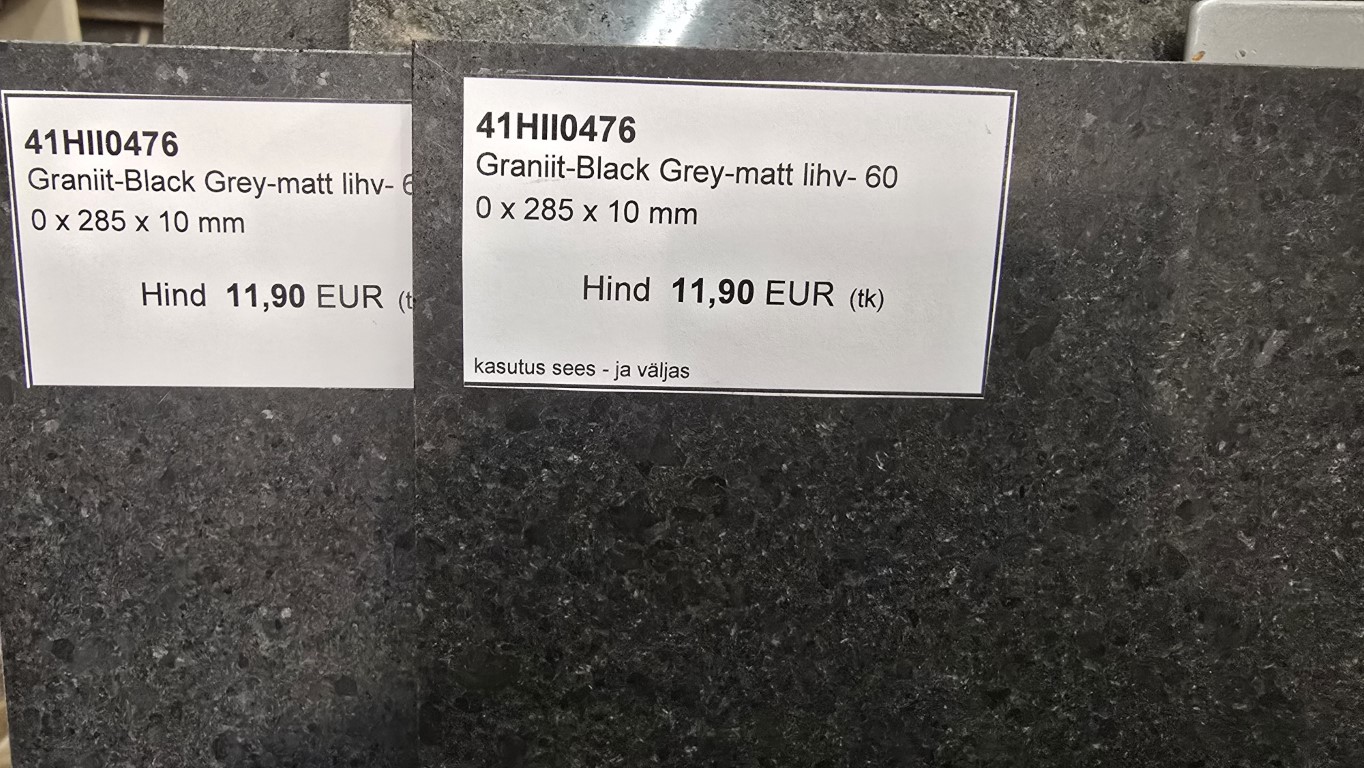 41HII0476
Graniit-Black Grey-matt lihv- 6
0 x 285 x 10 mm
Hind 11,90 EUR (t
41HII0476
Graniit-Black Grey-matt lihv- 60
0 x 285 x 10 mm
Hind 11,90 EUR (tk)
kasutus sees - ja väljas